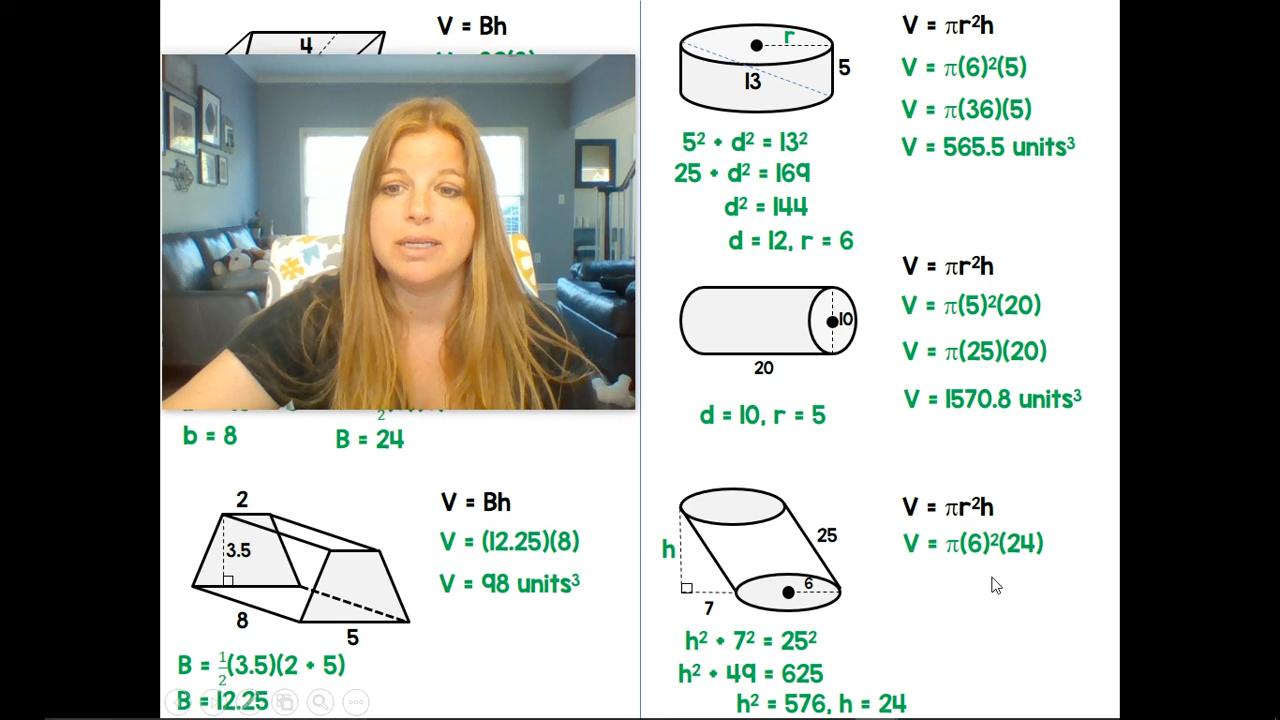 4
V = Bh
b = 8
B = 24
2
3.5
8
5
V = Bh
V = (12.25)(8)
V = 98 units³
B = ½(3.5)(2 + 5)
B = 12.25
r
13
5
5² + d² = 13²
25 + d² = 169
d² = 144
d = 12, r = 6
V = πr²h
V = π(6)²(5)
V = π(36)(5)
V = 565.5 units³
10
20
d = 10, r = 5
V = πr²h
V = π(5)²(20)
V = π(25)(20)
V = 1570.8 units³
h
25
6
7
h² + 7² = 25²
h² + 49 = 625
h² = 576, h = 24
V = πr²h
V = π(6)²(24)